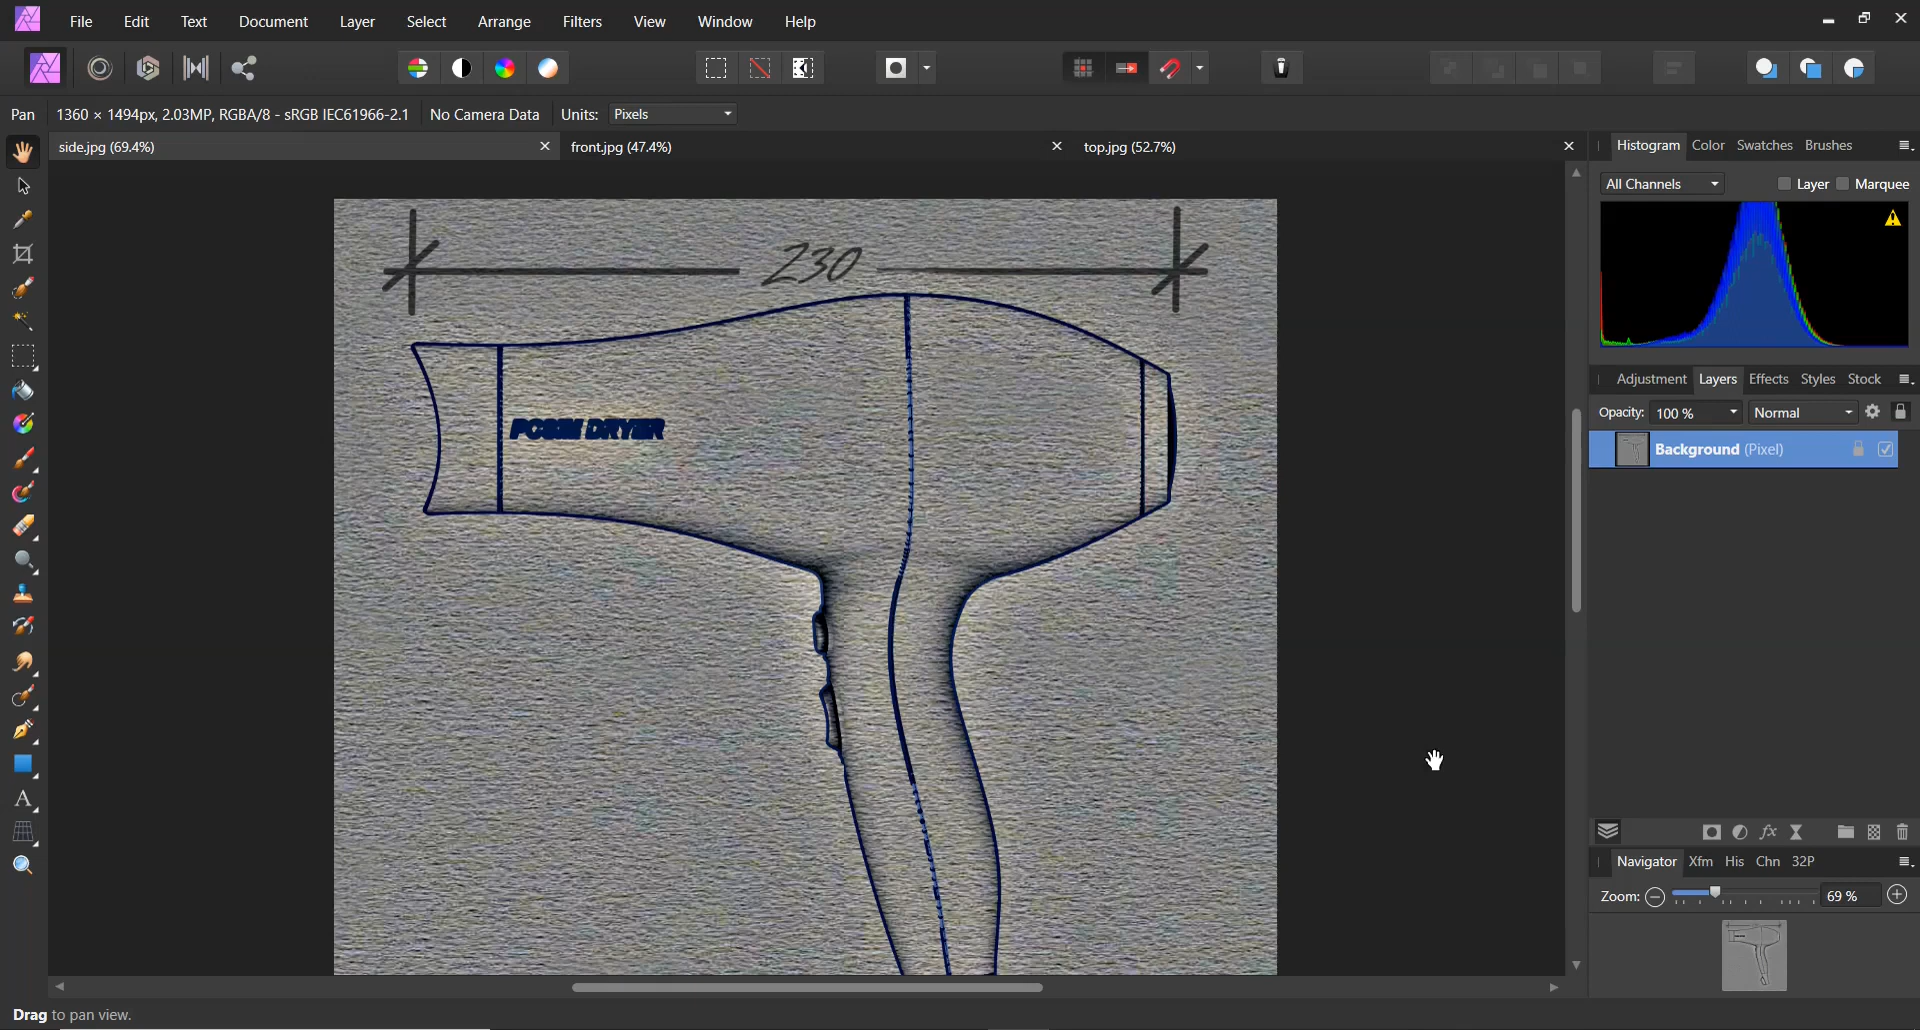 File Edit Text Document Layer Select Arrange Filters View Window Help
Pan 1360 × 1494px, 2.03MP, RGBA/8 - sRGB IEC61966-2.1 No Camera Data Units: Pixels
side.jpg (69.4%) front.jpg (47.4%) top.jpg (52.7%)
Histogram Color Swatches Brushes
All Channels Layer Marquee
230
Adjustment Layers Effects Styles Stock
Opacity: 100 % Normal
DRYER
Background (Pixel)
Navigator Xfm His Chn 32P
Zoom: 69 %
Drag to pan view.